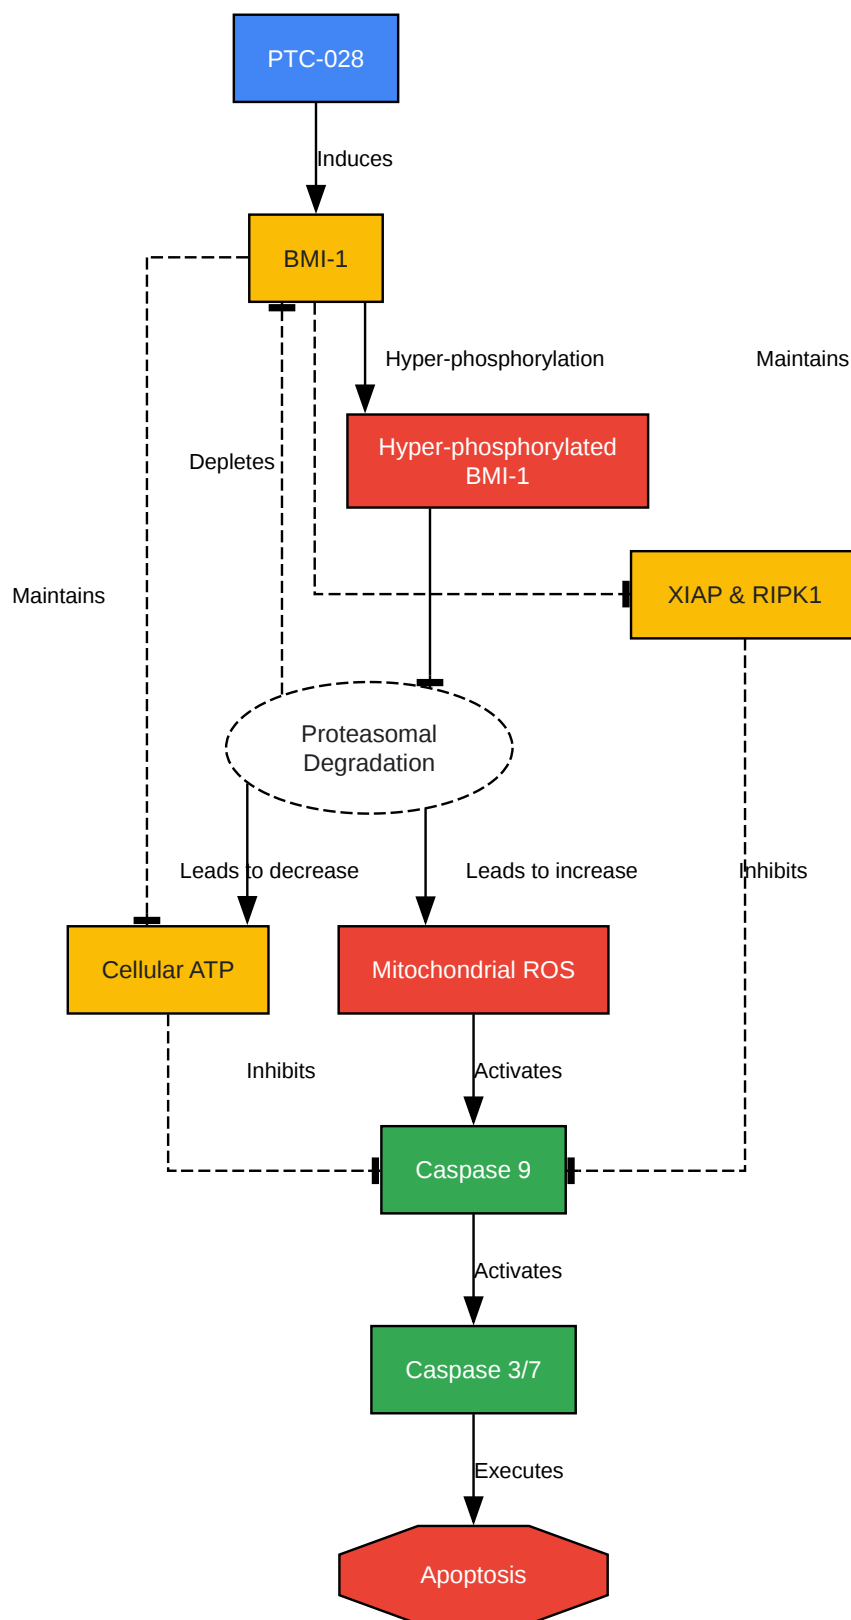 PTC-028
Induces
BMI-1
Hyper-phosphorylation
Maintains
Hyper-phosphorylated
BMI-1
Depletes
Maintains
XIAP & RIPK1
Proteasomal
Degradation
Leads to decrease
Leads to increase
Inhibits
Cellular ATP
Mitochondrial ROS
Inhibits
Activates
Caspase 9
Activates
Caspase 3/7
Executes
Apoptosis